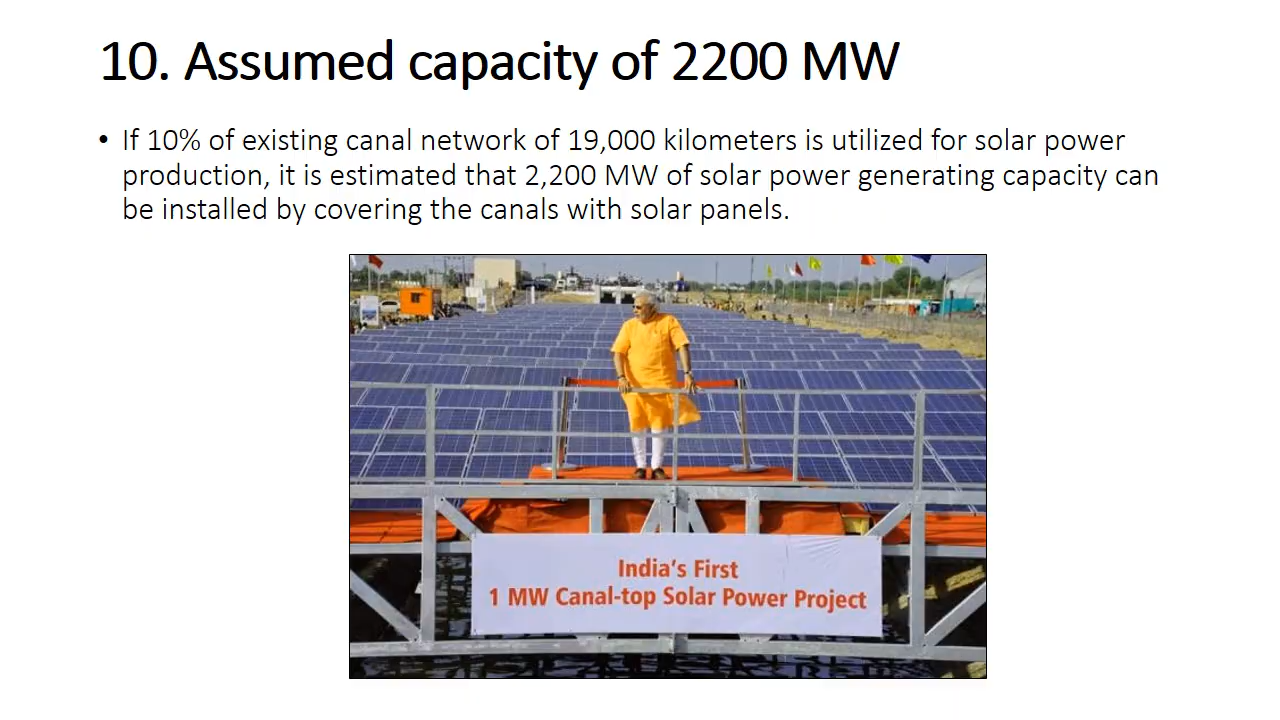 10. Assumed capacity of 2200 MW
• If 10% of existing canal network of 19,000 kilometers is utilized for solar power
production, it is estimated that 2,200 MW of solar power generating capacity can
be installed by covering the canals with solar panels.
India's First
1 MW Canal-top Solar Power Project